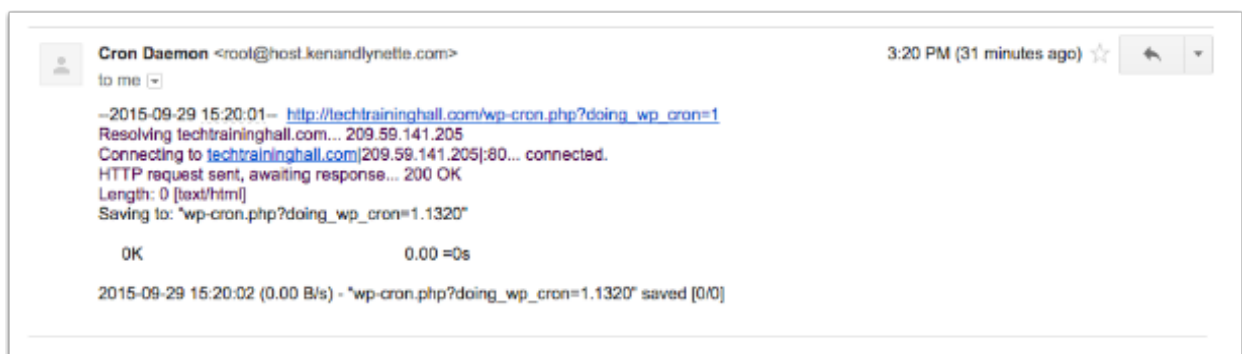 Cron Daemon <root@host.kenandlynette.com>
3:20 PM (31 minutes ago)
to me
--2015-09-29 15:20:01-- http://techtraininghall.com/wp-cron.php?doing_wp_cron=1
Resolving techtraininghall.com... 209.59.141.205
Connecting to techtraininghall.com|209.59.141.205|:80... connected.
HTTP request sent, awaiting response... 200 OK
Length: 0 [text/html]
Saving to: "wp-cron.php?doing_wp_cron=1.1320"
0K 0.00 =0s
2015-09-29 15:20:02 (0.00 B/s) - "wp-cron.php?doing_wp_cron=1.1320" saved [0/0]